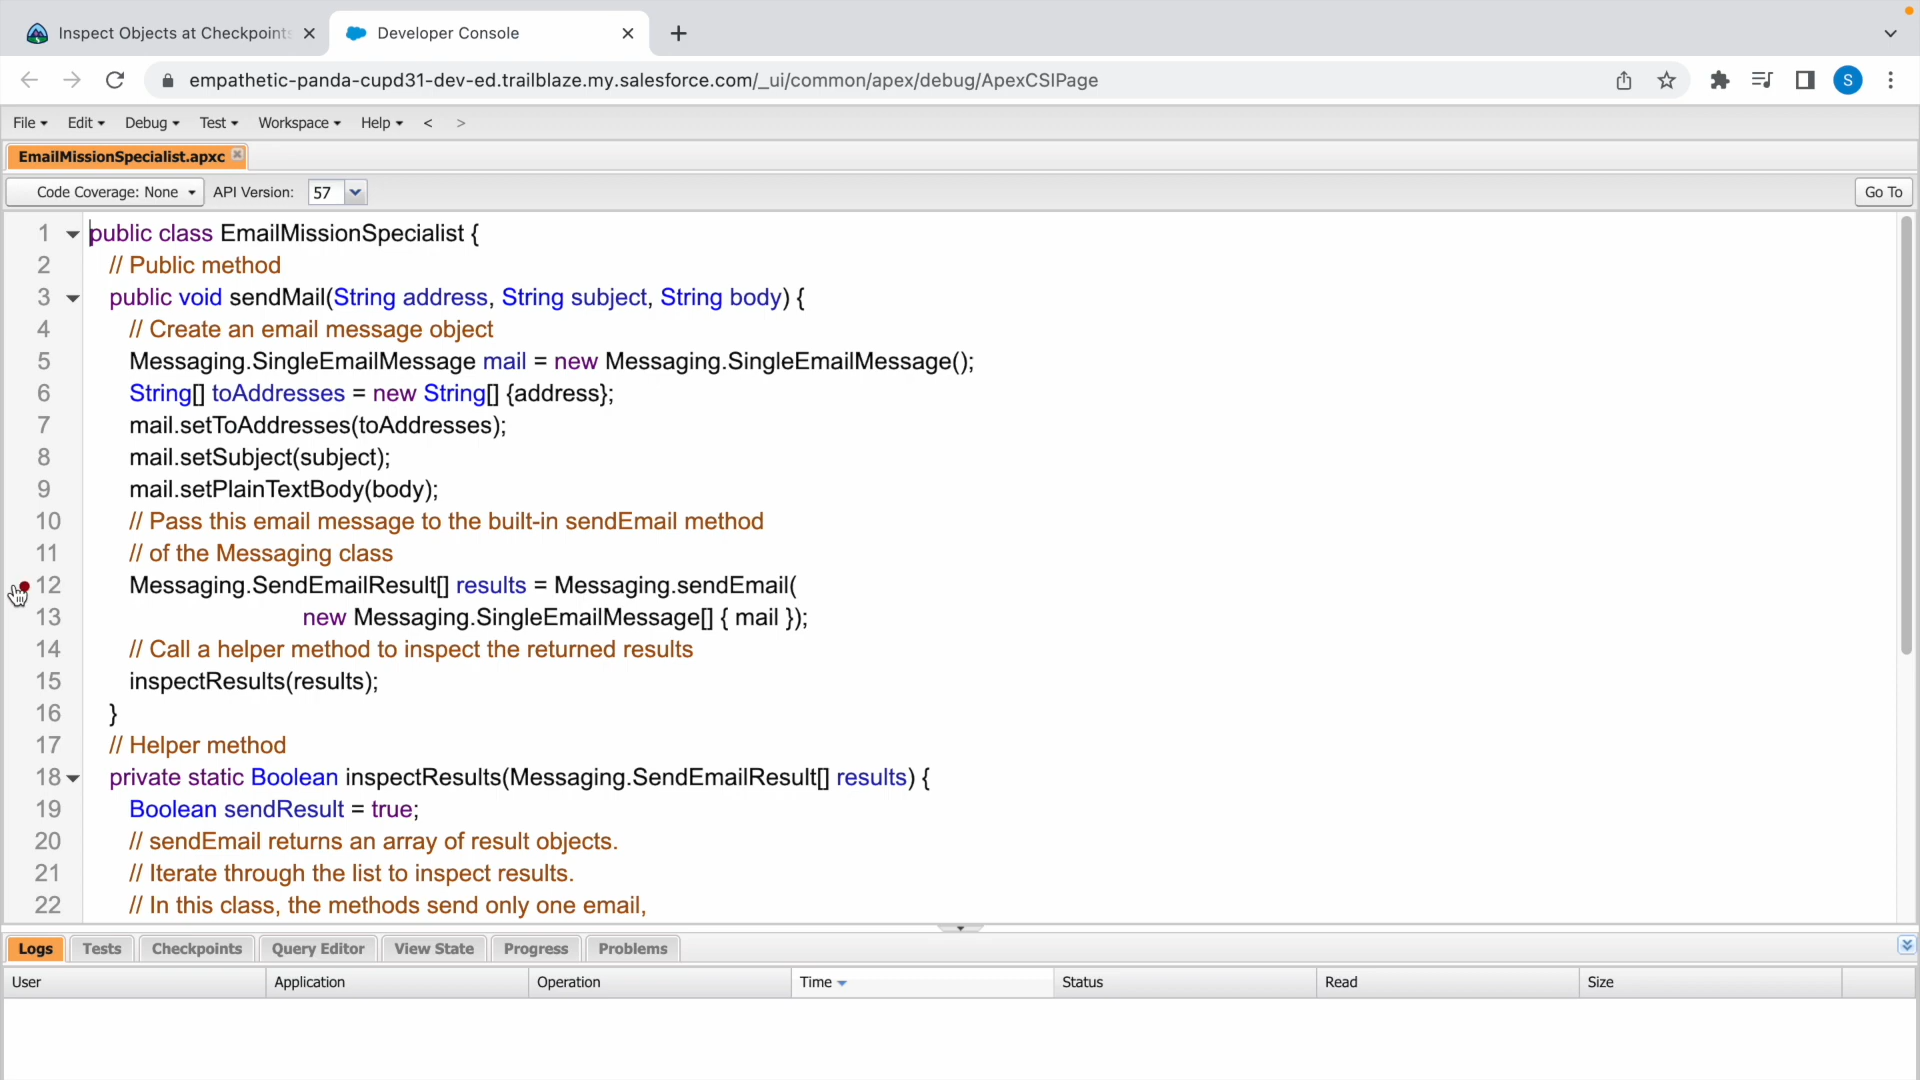 Inspect Objects at Checkpoints
Developer Console
empathetic-panda-cupd31-dev-ed.trailblaze.my.salesforce.com/_ui/common/apex/debug/ApexCSIPage
S
File Edit Debug Test Workspace Help < >
EmailMissionSpecialist.apxc
Code Coverage: None API Version: 57 Go To
1 public class EmailMissionSpecialist {
2 // Public method
3 public void sendMail(String address, String subject, String body) {
4 // Create an email message object
5 Messaging.SingleEmailMessage mail = new Messaging.SingleEmailMessage();
6 String[] toAddresses = new String[] {address};
7 mail.setToAddresses(toAddresses);
8 mail.setSubject(subject);
9 mail.setPlainTextBody(body);
10 // Pass this email message to the built-in sendEmail method
11 // of the Messaging class
12 Messaging.SendEmailResult[] results = Messaging.sendEmail(
13 new Messaging.SingleEmailMessage[] { mail });
14 // Call a helper method to inspect the returned results
15 inspectResults(results);
16 }
17 // Helper method
18 private static Boolean inspectResults(Messaging.SendEmailResult[] results) {
19 Boolean sendResult = true;
20 // sendEmail returns an array of result objects.
21 // Iterate through the list to inspect results.
22 // In this class, the methods send only one email,
Logs Tests Checkpoints Query Editor View State Progress Problems
User Application Operation Time Status Read Size